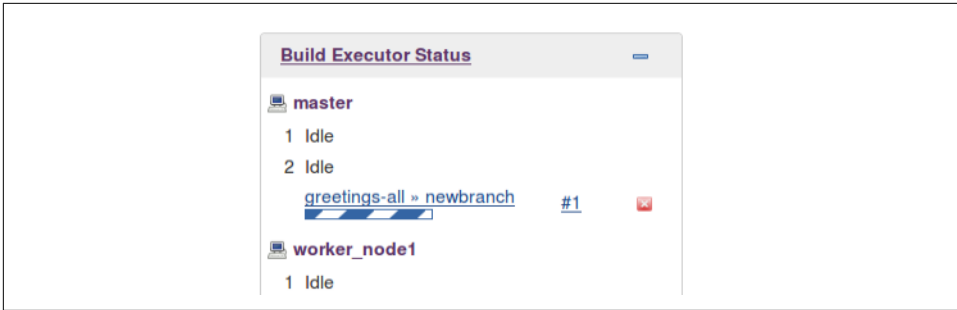 Build Executor Status
master
1 Idle
2 Idle
greetings-all » newbranch #1
worker_node1
1 Idle